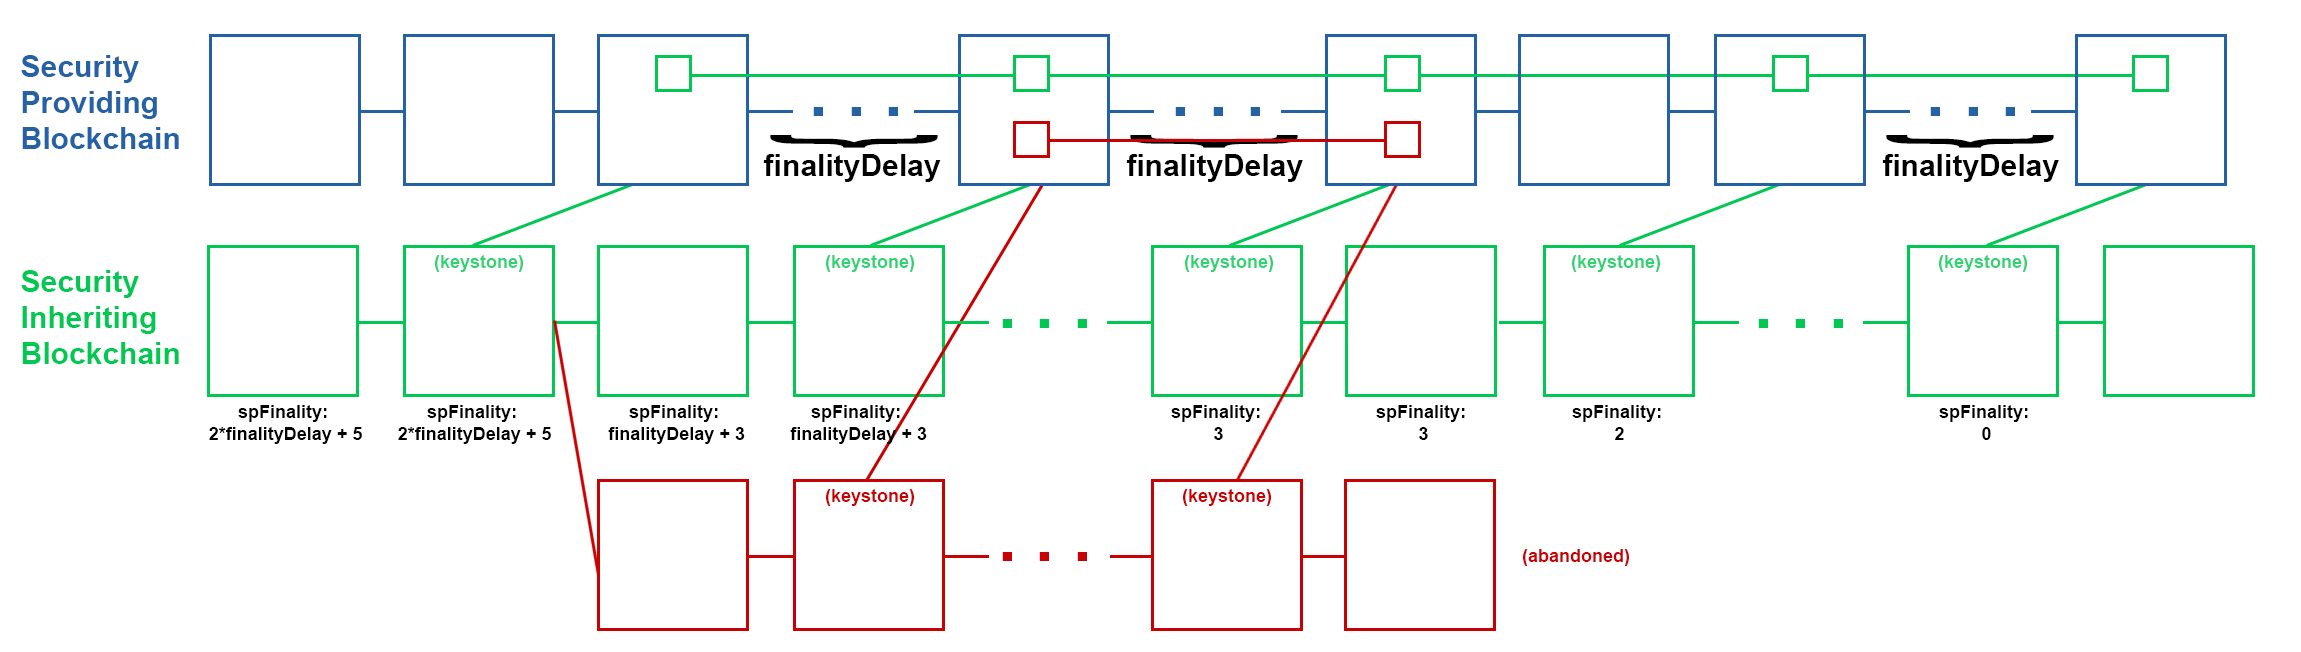 Security
Providing
Blockchain
finalityDelay
finalityDelay
finalityDelay
Security
Inheriting
Blockchain
(keystone)
(keystone)
(keystone)
(keystone)
(keystone)
spFinality:
2*finalityDelay + 5
spFinality:
2*finalityDelay + 5
spFinality:
finalityDelay + 3
spFinality:
finalityDelay + 3
spFinality:
3
spFinality:
3
spFinality:
2
spFinality:
0
(keystone)
(keystone)
(abandoned)